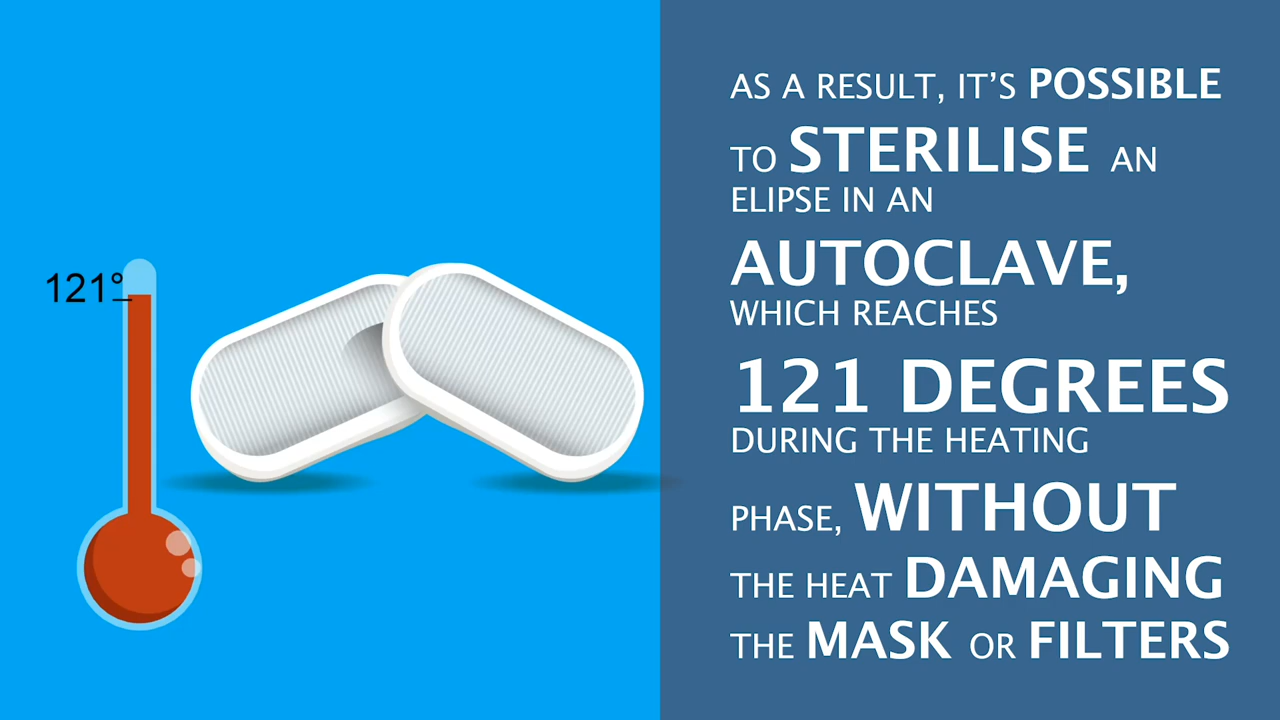 121°
AS A RESULT, IT'S POSSIBLE
TO STERILISE AN
ELIPSE IN AN
AUTOCLAVE,
WHICH REACHES
121 DEGREES
DURING THE HEATING
PHASE, WITHOUT
THE HEAT DAMAGING
THE MASK OR FILTERS